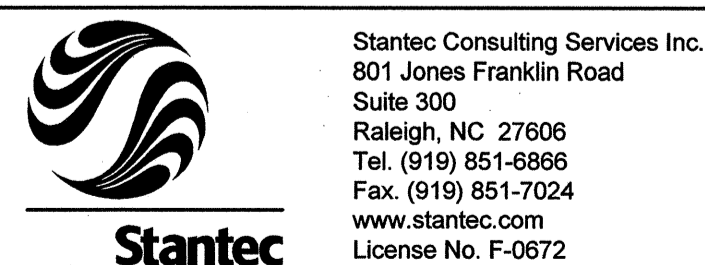 Stantec Consulting Services Inc.
801 Jones Franklin Road
Suite 300
Raleigh, NC 27606
Tel. (919) 851-6866
Fax. (919) 851-7024
www.stantec.com
License No. F-0672
Stantec